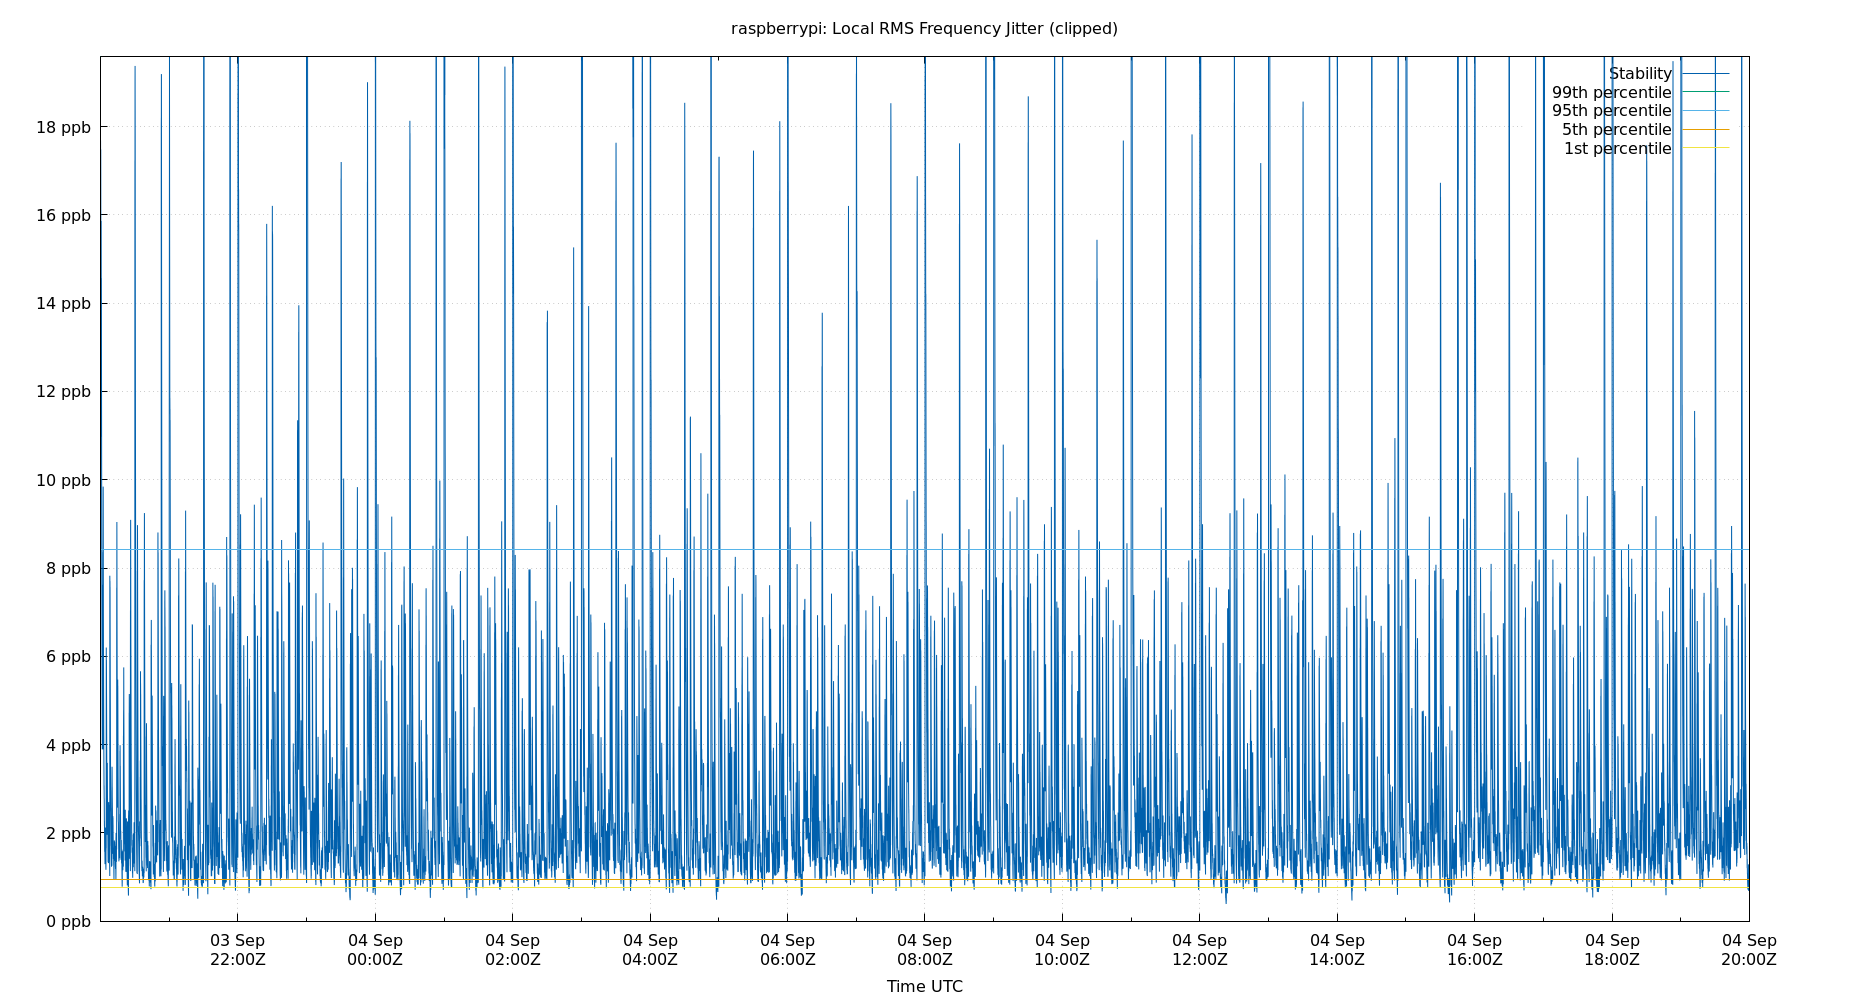 raspberrypi: Local RMS Frequency Jitter (clipped)
Stability
99th percentile
95th percentile
5th percentile
1st percentile
18 ppb
16 ppb
14 ppb
12 ppb
10 ppb
8 ppb
6 ppb
4 ppb
2 ppb
0 ppb
03 Sep 04 Sep 04 Sep 04 Sep 04 Sep 04 Sep 04 Sep 04 Sep 04 Sep 04 Sep 04 Sep 04 Sep
22:00Z 00:00Z 02:00Z 04:00Z 06:00Z 08:00Z 10:00Z 12:00Z 14:00Z 16:00Z 18:00Z 20:00Z
Time UTC